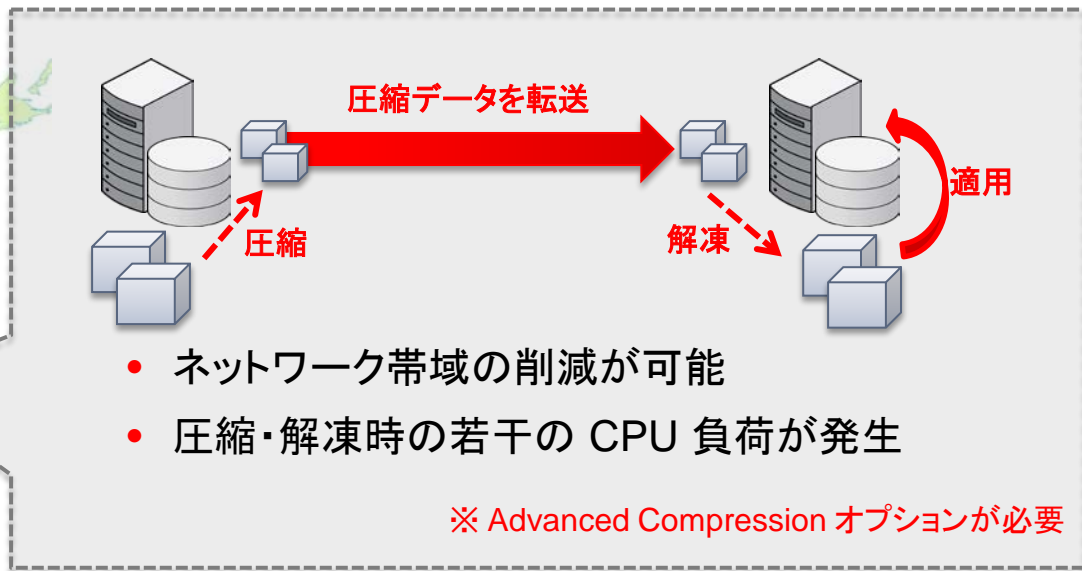 圧縮データを転送
適用
圧縮
解凍
• ネットワーク帯域の削減が可能
• 圧縮・解凍時の若干の CPU 負荷が発生
※ Advanced Compression オプションが必要